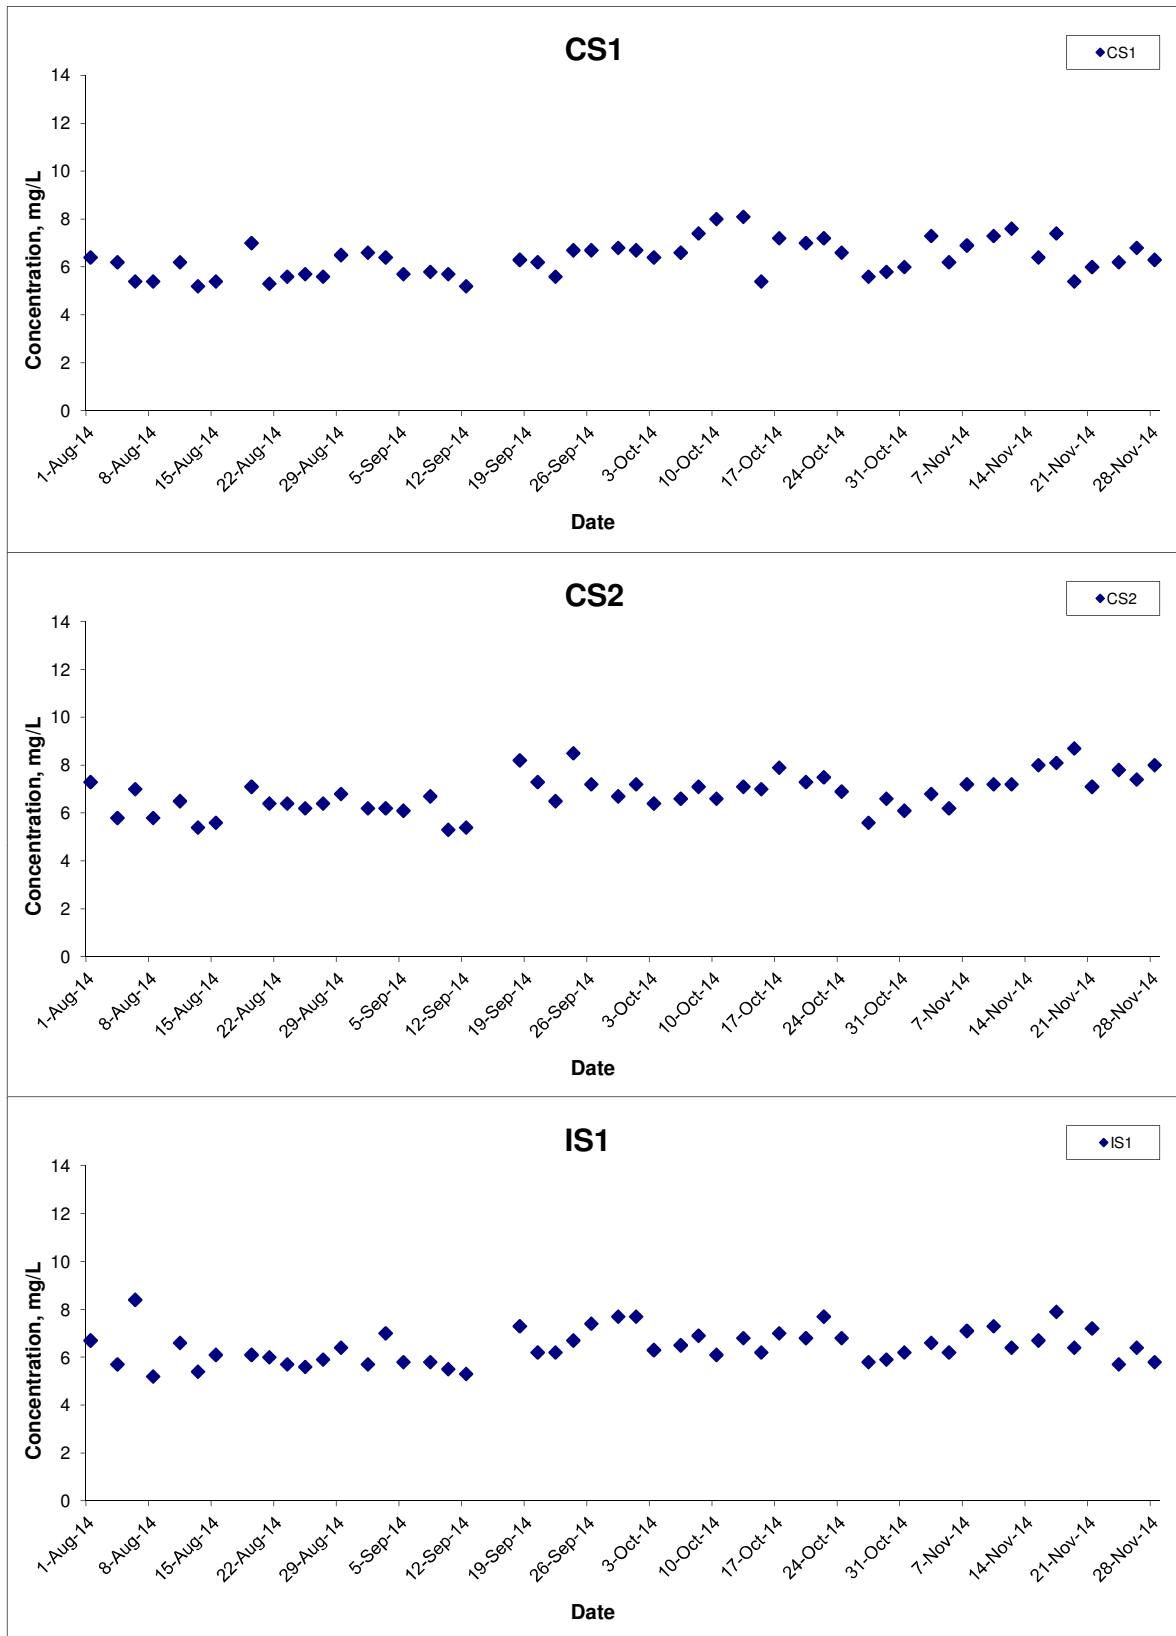 CS1
CS1
14
12
10
8
6
4
2
0
Concentration, mg/L
1-Aug-14
8-Aug-14
15-Aug-14
22-Aug-14
29-Aug-14
5-Sep-14
12-Sep-14
19-Sep-14
26-Sep-14
3-Oct-14
10-Oct-14
17-Oct-14
24-Oct-14
31-Oct-14
7-Nov-14
14-Nov-14
21-Nov-14
28-Nov-14
Date
CS2
CS2
14
12
10
8
6
4
2
0
Concentration, mg/L
1-Aug-14
8-Aug-14
15-Aug-14
22-Aug-14
29-Aug-14
5-Sep-14
12-Sep-14
19-Sep-14
26-Sep-14
3-Oct-14
10-Oct-14
17-Oct-14
24-Oct-14
31-Oct-14
7-Nov-14
14-Nov-14
21-Nov-14
28-Nov-14
Date
IS1
IS1
14
12
10
8
6
4
2
0
Concentration, mg/L
1-Aug-14
8-Aug-14
15-Aug-14
22-Aug-14
29-Aug-14
5-Sep-14
12-Sep-14
19-Sep-14
26-Sep-14
3-Oct-14
10-Oct-14
17-Oct-14
24-Oct-14
31-Oct-14
7-Nov-14
14-Nov-14
21-Nov-14
28-Nov-14
Date